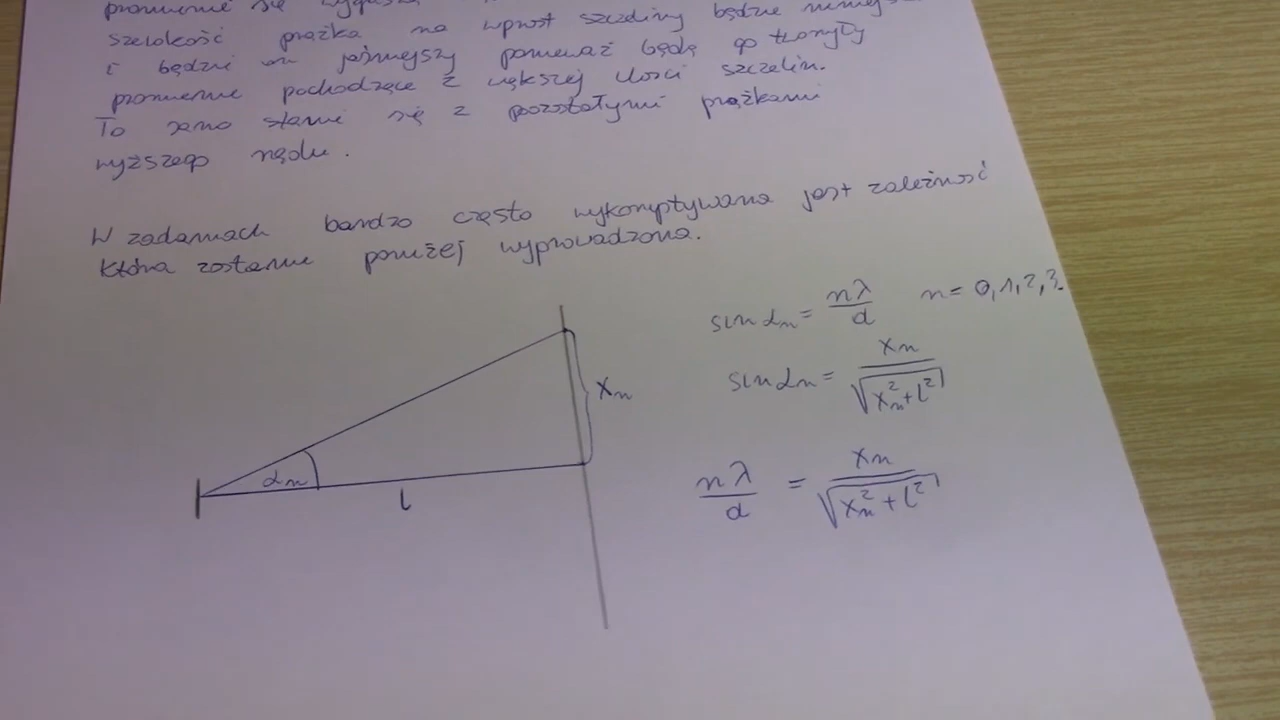 promienie się
szerokość prążka na wprost szczeliny będzie
i będzie on jaśniejszy ponieważ będą go tworzyły
promienie pochodzące z większej ilości szczelin.
To samo stanie się z pozostałymi prążkami
wyższego rzędu.
W zadaniach bardzo często wykorzystywana jest zależność
która zostanie poniżej wyprowadzona.
sin αₙ = nλ/d n = 0,1,2,3.
sin αₙ = xₙ/√(xₙ²+l²)
xₙ
αₙ
l
nλ/d = xₙ/√(xₙ²+l²)